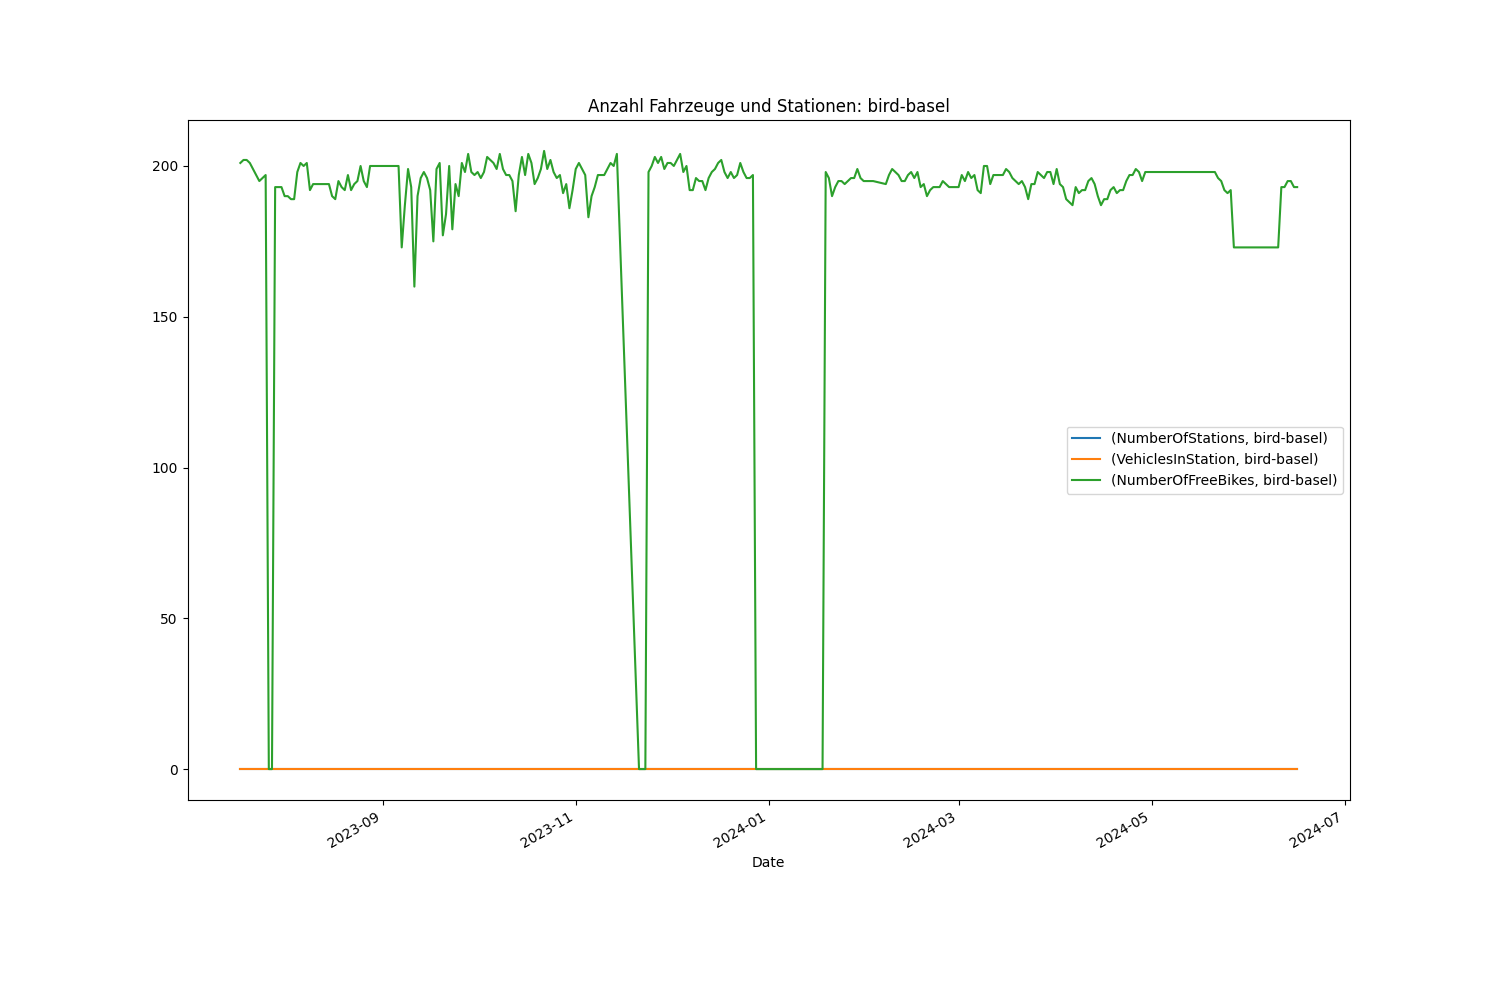 Anzahl Fahrzeuge und Stationen: bird-basel
200
150
100
50
0
(NumberOfStations, bird-basel)
(VehiclesInStation, bird-basel)
(NumberOfFreeBikes, bird-basel)
2023-09
2023-11
2024-01
2024-03
2024-05
2024-07
Date